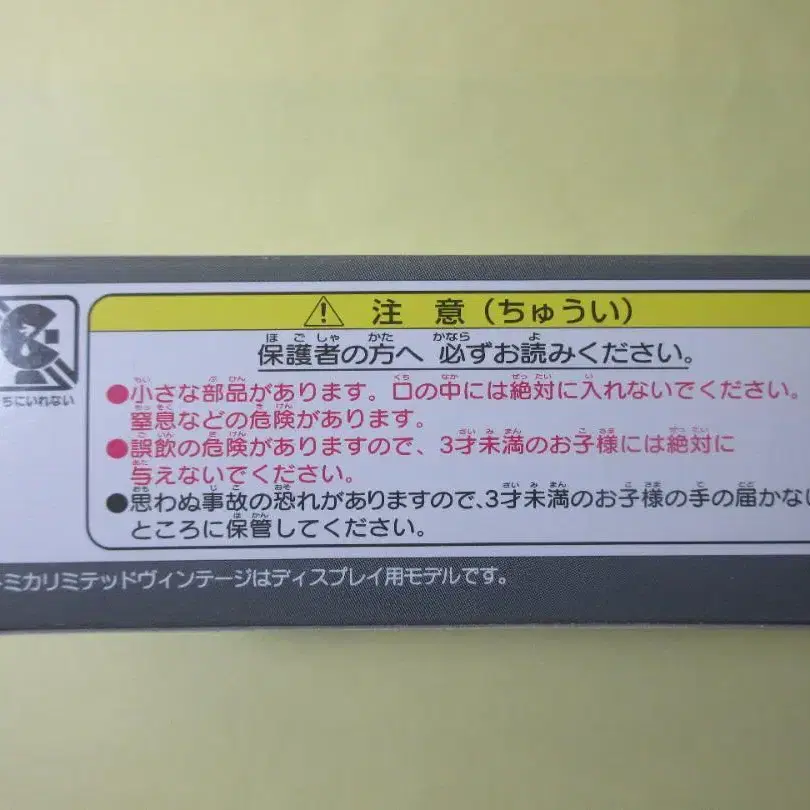 ⚠ 注 意(ちゅうい)
保護者の方へ 必ずお読みください。
●小さな部品があります。口の中には絶対に入れないでください。
窒息などの危険があります。
●誤飲の危険がありますので、3才未満のお子様には絶対に
与えないでください。
●思わぬ事故の恐れがありますので、3才未満のお子様の手の届かない
ところに保管してください。
ちにいれない
ミカリミテッドヴィンテージはディスプレイ用モデルです。